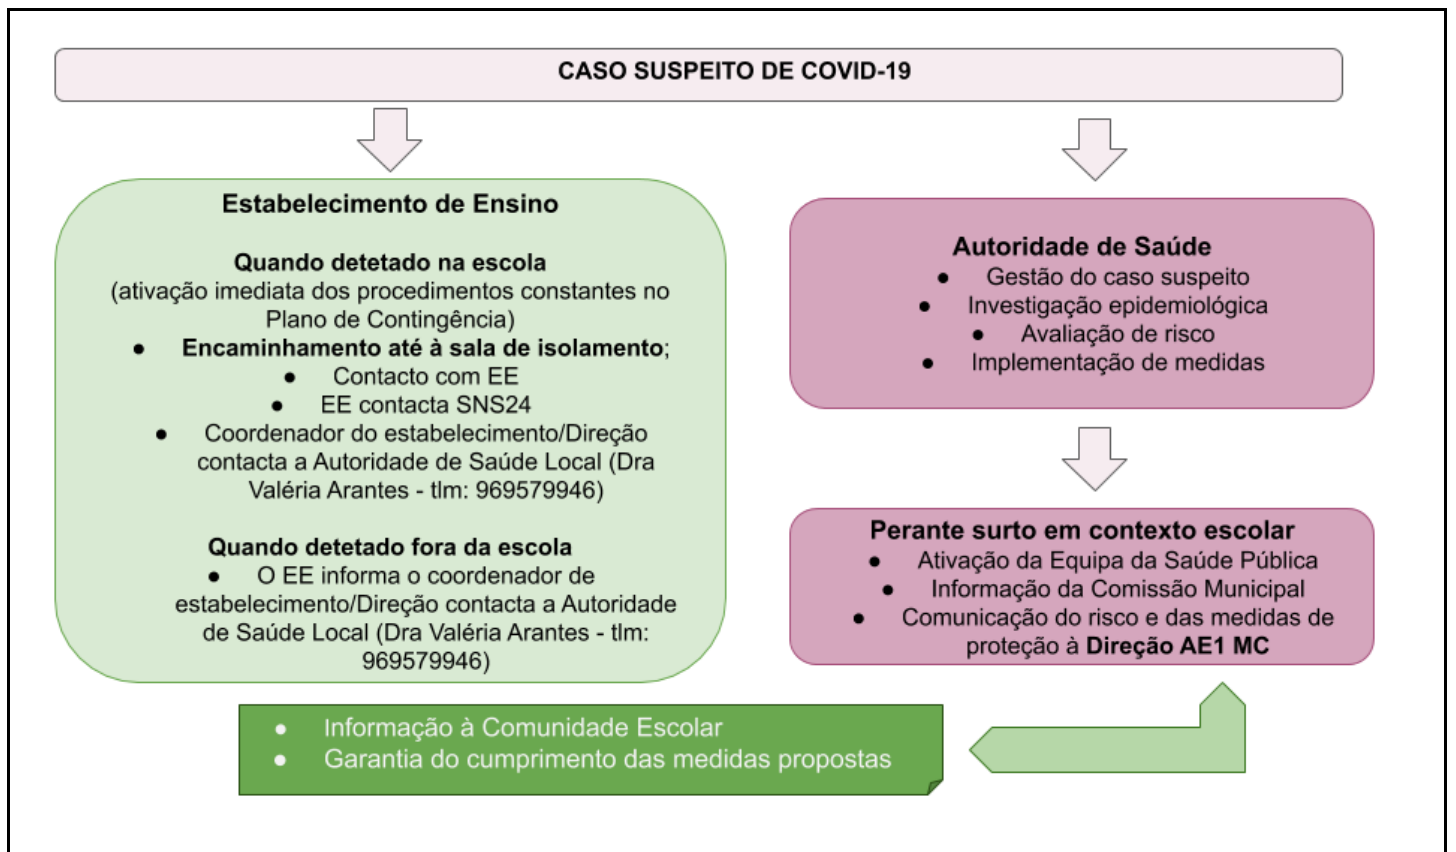 CASO SUSPEITO DE COVID-19
Estabelecimento de Ensino
Quando detetado na escola
(ativação imediata dos procedimentos constantes no
Plano de Contingência)
● Encaminhamento até à sala de isolamento;
● Contacto com EE
● EE contacta SNS24
● Coordenador do estabelecimento/Direção
contacta a Autoridade de Saúde Local (Dra
Valéria Arantes - tlm: 969579946)
Quando detetado fora da escola
● O EE informa o coordenador de
estabelecimento/Direção contacta a Autoridade
de Saúde Local (Dra Valéria Arantes - tlm:
969579946)
Autoridade de Saúde
● Gestão do caso suspeito
● Investigação epidemiológica
● Avaliação de risco
● Implementação de medidas
Perante surto em contexto escolar
● Ativação da Equipa da Saúde Pública
● Informação da Comissão Municipal
● Comunicação do risco e das medidas de
proteção à Direção AE1 MC
● Informação à Comunidade Escolar
● Garantia do cumprimento das medidas propostas